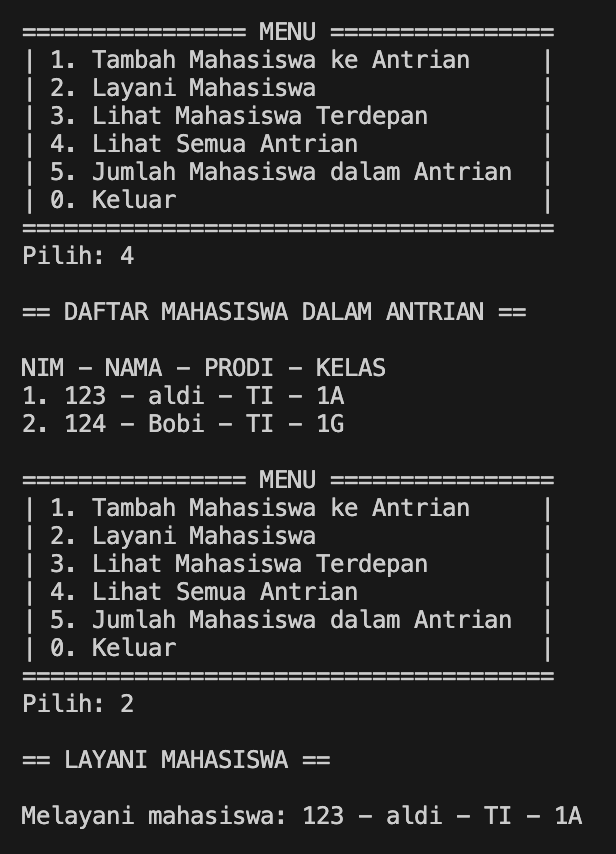 ================ MENU ================
| 1. Tambah Mahasiswa ke Antrian     |
| 2. Layani Mahasiswa                |
| 3. Lihat Mahasiswa Terdepan        |
| 4. Lihat Semua Antrian             |
| 5. Jumlah Mahasiswa dalam Antrian  |
| 0. Keluar                          |
======================================
Pilih: 4
== DAFTAR MAHASISWA DALAM ANTRIAN ==
NIM - NAMA - PRODI - KELAS
1. 123 - aldi - TI - 1A
2. 124 - Bobi - TI - 1G
================ MENU ================
| 1. Tambah Mahasiswa ke Antrian     |
| 2. Layani Mahasiswa                |
| 3. Lihat Mahasiswa Terdepan        |
| 4. Lihat Semua Antrian             |
| 5. Jumlah Mahasiswa dalam Antrian  |
| 0. Keluar                          |
======================================
Pilih: 2
== LAYANI MAHASISWA ==
Melayani mahasiswa: 123 - aldi - TI - 1A